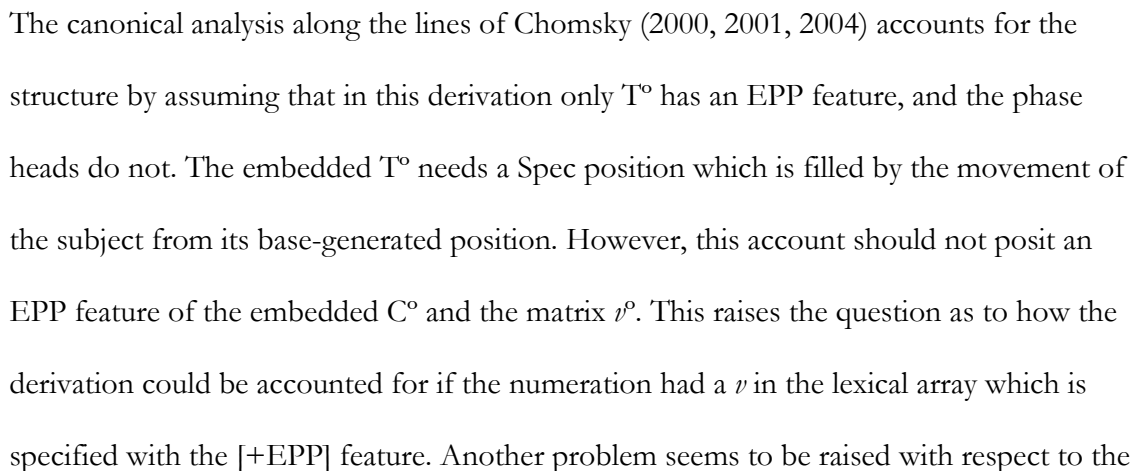 The canonical analysis along the lines of Chomsky (2000, 2001, 2004) accounts for the
structure by assuming that in this derivation only Tº has an EPP feature, and the phase
heads do not. The embedded Tº needs a Spec position which is filled by the movement of
the subject from its base-generated position. However, this account should not posit an
EPP feature of the embedded Cº and the matrix vº. This raises the question as to how the
derivation could be accounted for if the numeration had a v in the lexical array which is
specified with the [+EPP] feature. Another problem seems to be raised with respect to the